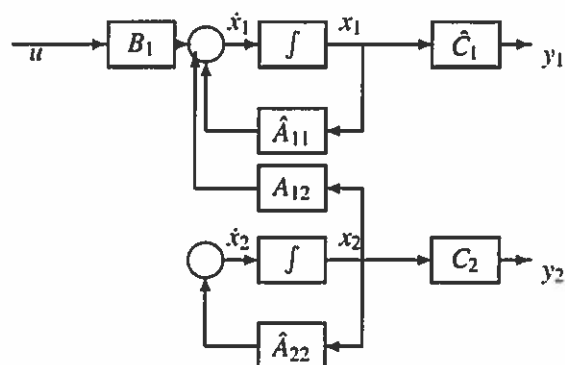 u B₁ ẋ₁ ∫ x₁ Ĉ₁ y₁
Â₁₁
A₁₂
ẋ₂ ∫ x₂ C₂ y₂
Â₂₂